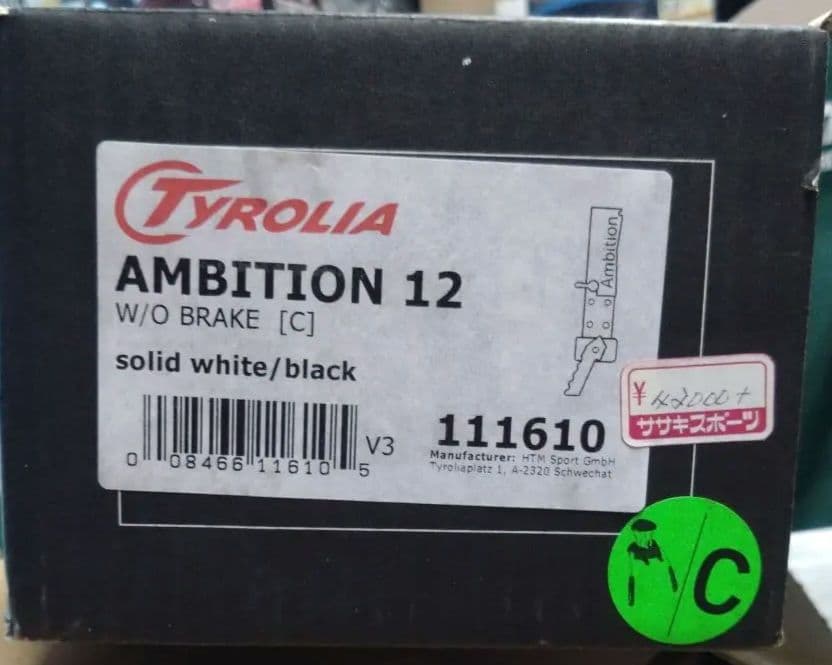 TYROLIA
AMBITION 12
W/O BRAKE [C]
solid white/black
Ambition
V3
0 08466 11610 5
111610
Manufacturer: HTM Sport GmbH
Tyroliaplatz 1, A-2320 Schwechat
¥ 42000+
ササキスポーツ
C